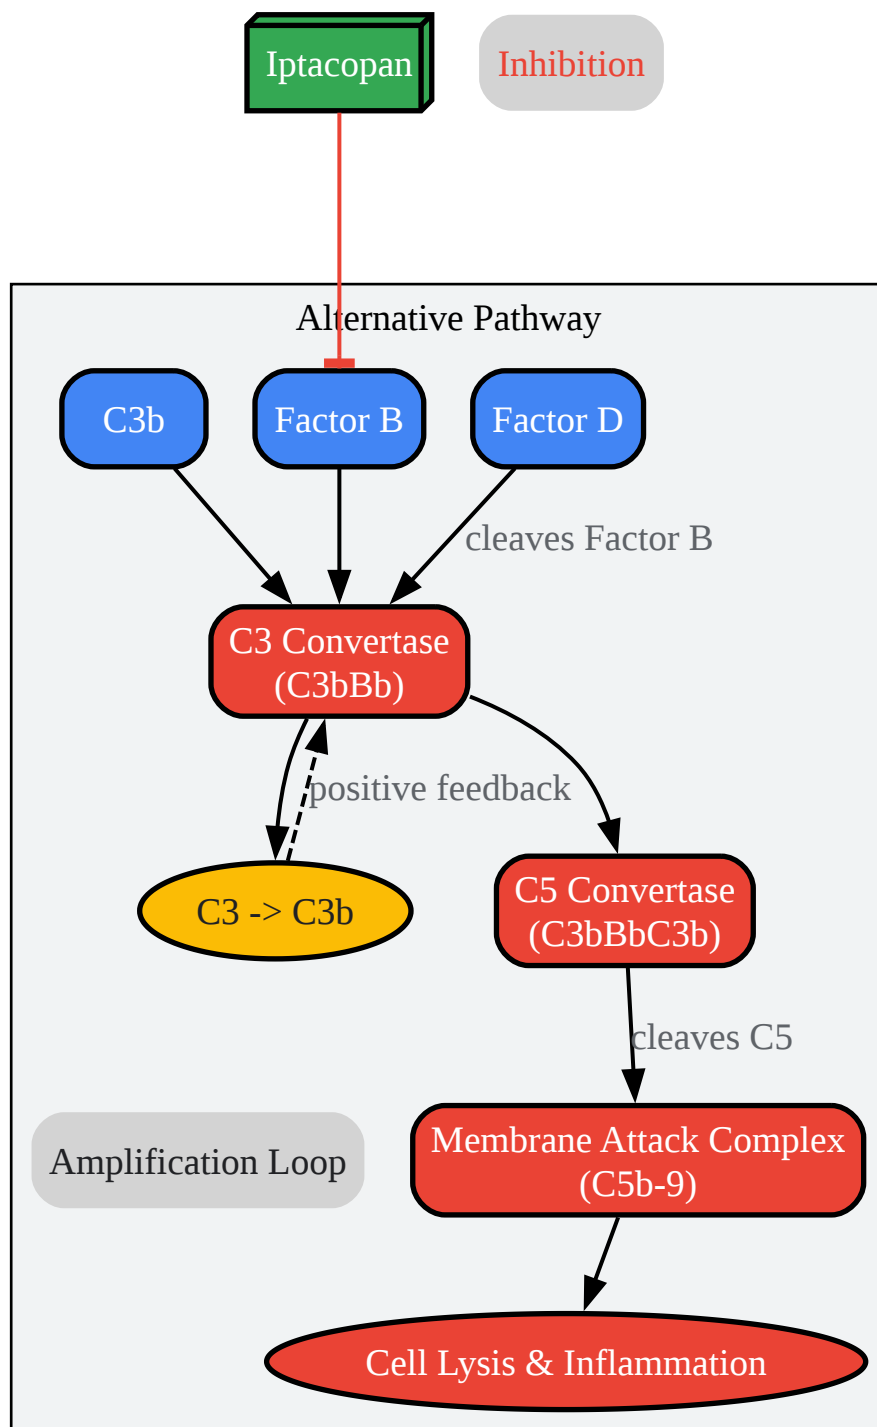 Iptacopan
Inhibition
Alternative Pathway
C3b
Factor B
Factor D
cleaves Factor B
C3 Convertase
(C3bBb)
positive feedback
C3 -> C3b
C5 Convertase
(C3bBbC3b)
cleaves C5
Amplification Loop
Membrane Attack Complex
(C5b-9)
Cell Lysis & Inflammation